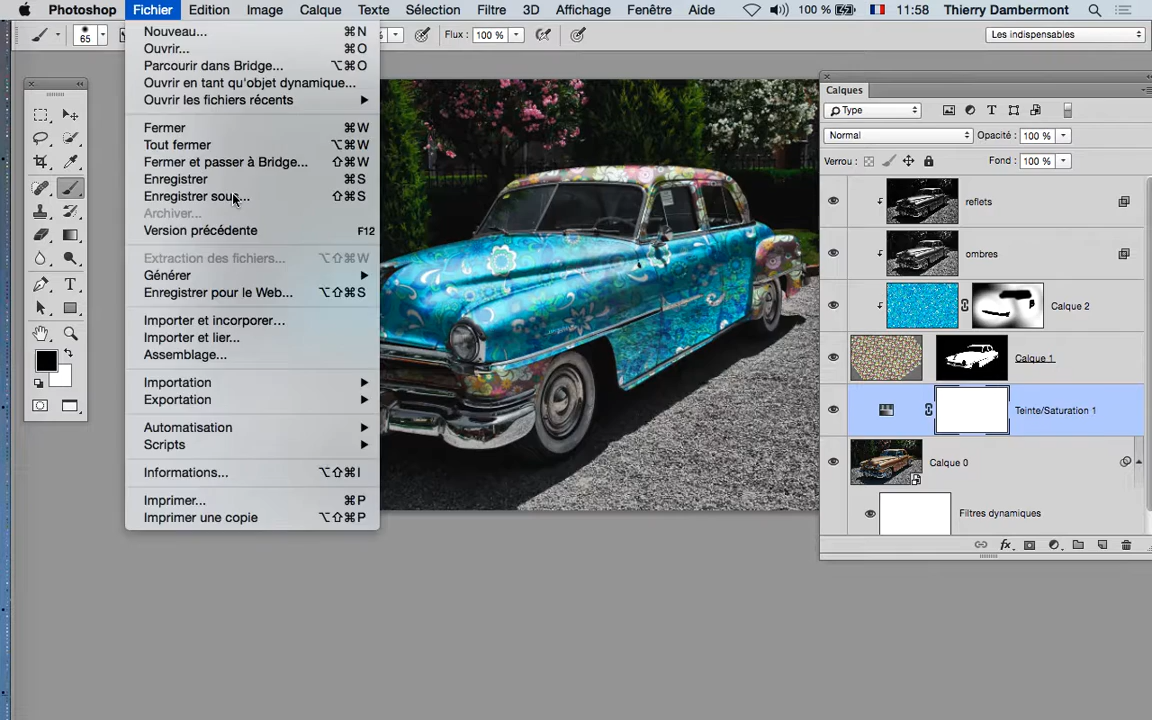 Photoshop Fichier Edition Image Calque Texte Sélection Filtre 3D Affichage Fenêtre Aide 100 % 11:58 Thierry Dambermont
65 Flux : 100 % Les indispensables
Nouveau... ⌘N
Ouvrir... ⌘O
Parcourir dans Bridge... ⌥⌘O
Ouvrir en tant qu'objet dynamique...
Ouvrir les fichiers récents
Fermer ⌘W
Tout fermer ⌥⌘W
Fermer et passer à Bridge... ⇧⌘W
Enregistrer ⌘S
Enregistrer sous... ⇧⌘S
Archiver...
Version précédente F12
Extraction des fichiers... ⌥⇧⌘W
Générer
Enregistrer pour le Web... ⌥⇧⌘S
Importer et incorporer...
Importer et lier...
Assemblage...
Importation
Exportation
Automatisation
Scripts
Informations... ⌥⇧⌘I
Imprimer... ⌘P
Imprimer une copie ⌥⇧⌘P
Calques
Type
Normal Opacité : 100 %
Verrou : Fond : 100 %
reflets
ombres
Calque 2
Calque 1
Teinte/Saturation 1
Calque 0
Filtres dynamiques
fx